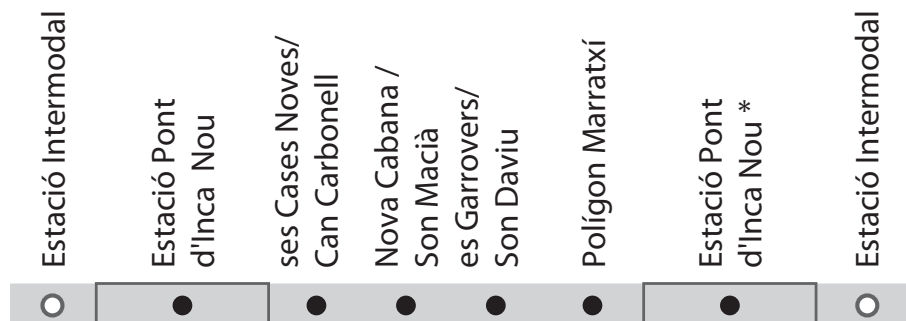 Estació Intermodal
Estació Pont
d'Inca Nou
ses Cases Noves/
Can Carbonell
Nova Cabana /
Son Macià
es Garrovers/
Son Daviu
Polígon Marratxí
Estació Pont
d'Inca Nou *
Estació Intermodal